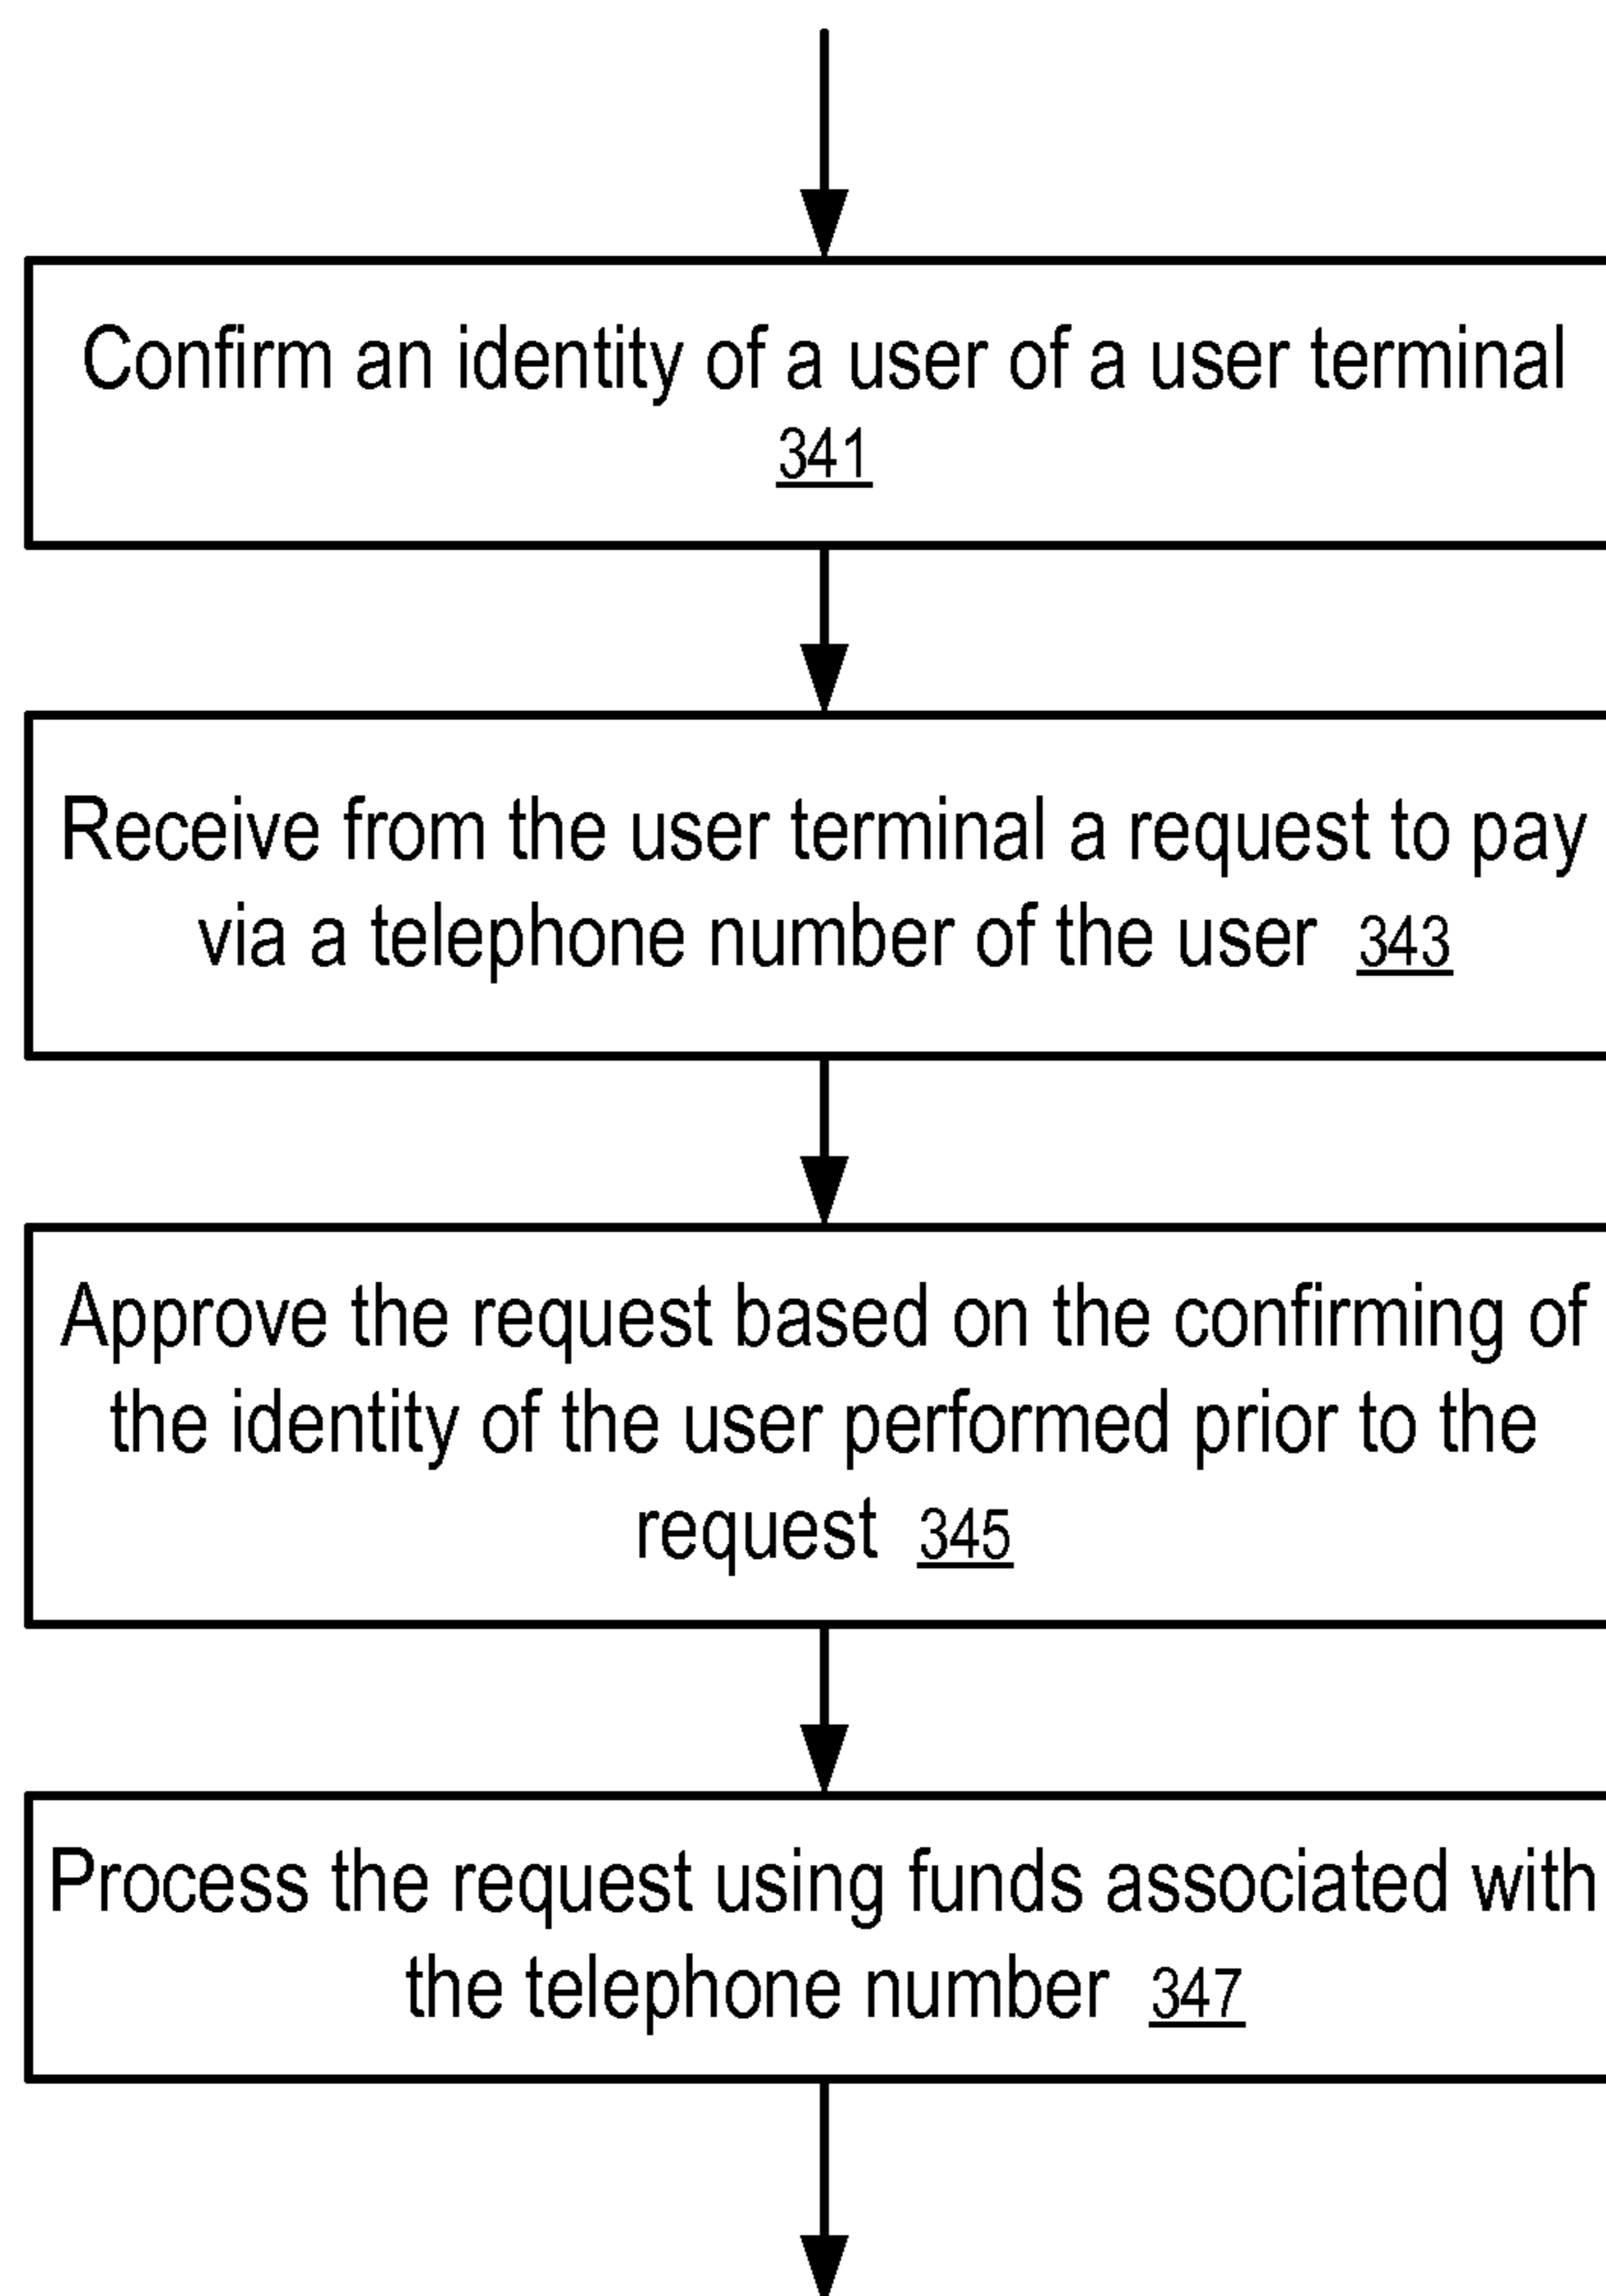 Confirm an identity of a user of a user terminal
341
Receive from the user terminal a request to pay
via a telephone number of the user 343
Approve the request based on the confirming of
the identity of the user performed prior to the
request 345
Process the request using funds associated with
the telephone number 347